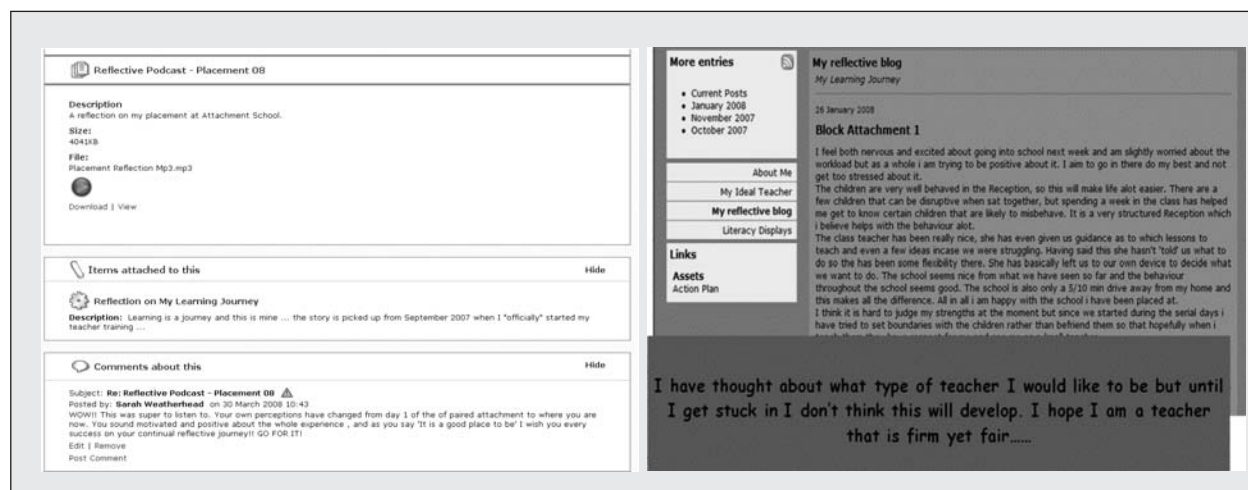 Reflective Podcast - Placement 08
Description
A reflection on my placement at Attachment School.
Size:
4041KB
File:
Placement Reflection Mp3.mp3
Download | View
Items attached to this
Hide
Reflection on My Learning Journey
Description: Learning is a journey and this is mine ... the story is picked up from September 2007 when I "officially" started my
teacher training ...
Comments about this
Hide
Subject: Re: Reflective Podcast - Placement 08
Posted by: Sarah Weatherhead on 30 March 2008 10:43
WOW!! This was super to listen to. Your own perceptions have changed from day 1 of the of paired attachment to where you are
now. You sound motivated and positive about the whole experience , and as you say 'It is a good place to be' I wish you every
success on your continual reflective journey!! GO FOR IT!
Edit | Remove
Post Comment
More entries
• Current Posts
• January 2008
• November 2007
• October 2007
About Me
My Ideal Teacher
My reflective blog
Literacy Displays
Links
Assets
Action Plan
My reflective blog
My Learning Journey
26 January 2008
Block Attachment 1
I feel both nervous and excited about going into school next week and am slightly worried about the
workload but as a whole i am trying to be positive about it. I aim to go in there do my best and not
get too stressed about it.
The children are very well behaved in the Reception, so this will make life alot easier. There are a
few children that can be disruptive when sat together, but spending a week in the class has helped
me get to know certain children that are likely to misbehave. It is a very structured Reception which
i believe helps with the behaviour alot.
The class teacher has been really nice, she has even given us guidance as to which lessons to
teach and even a few ideas incase we were struggling. Having said this she hasn't 'told' us what to
do so the has been some flexibility there. She has basically left us to our own device to decide what
we want to do. The school seems nice from what we have seen so far and the behaviour
throughout the school seems good. The school is also only a 5/10 min drive away from my home and
this makes all the difference. All in all i am happy with the school i have been placed at.
I think it is hard to judge my strengths at the moment but since we started during the serial days i
have tried to set boundaries with the children rather than befriend them so that hopefully when i
I have thought about what type of teacher I would like to be but until
I get stuck in I don't think this will develop. I hope I am a teacher
that is firm yet fair......